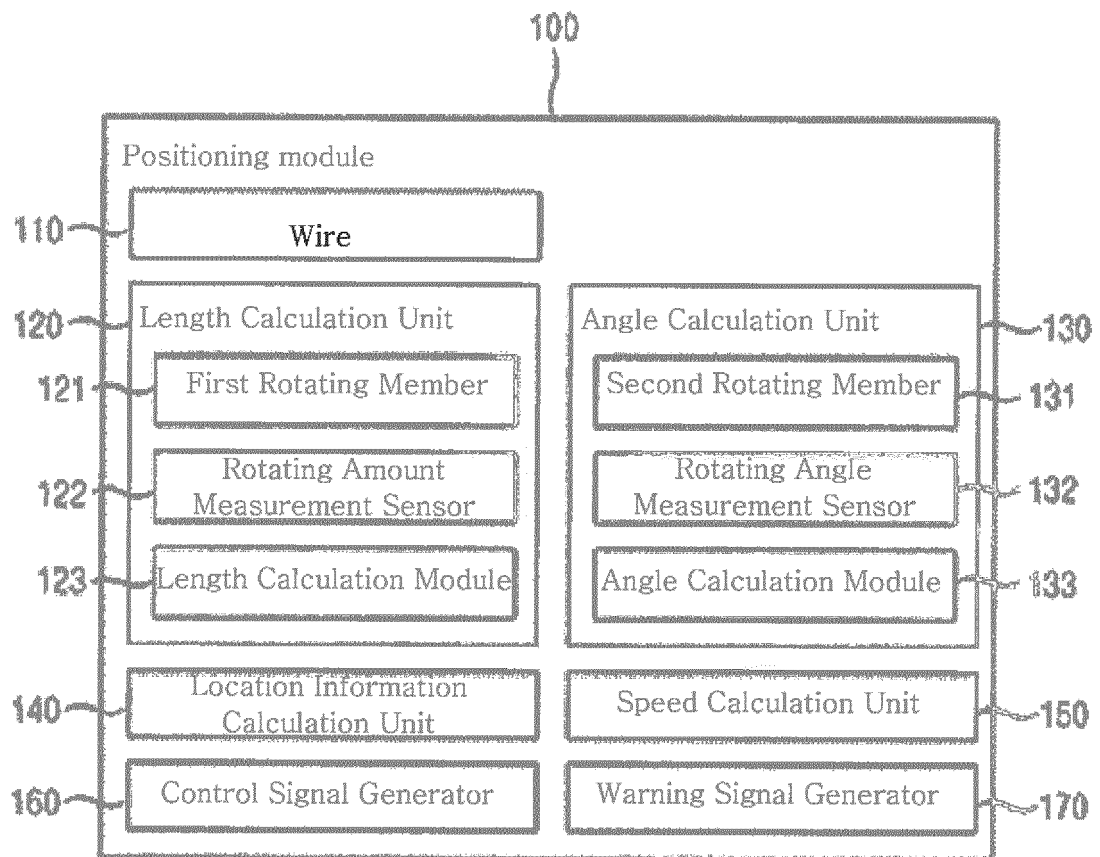 100
Positioning module
110
Wire
120
Length Calculation Unit
Angle Calculation Unit
130
121
First Rotating Member
Second Rotating Member
131
122
Rotating Amount
Measurement Sensor
Rotating Angle
Measurement Sensor
132
123
Length Calculation Module
Angle Calculation Module
133
140
Location Information
Calculation Unit
Speed Calculation Unit
150
160
Control Signal Generator
Warning Signal Generator
170